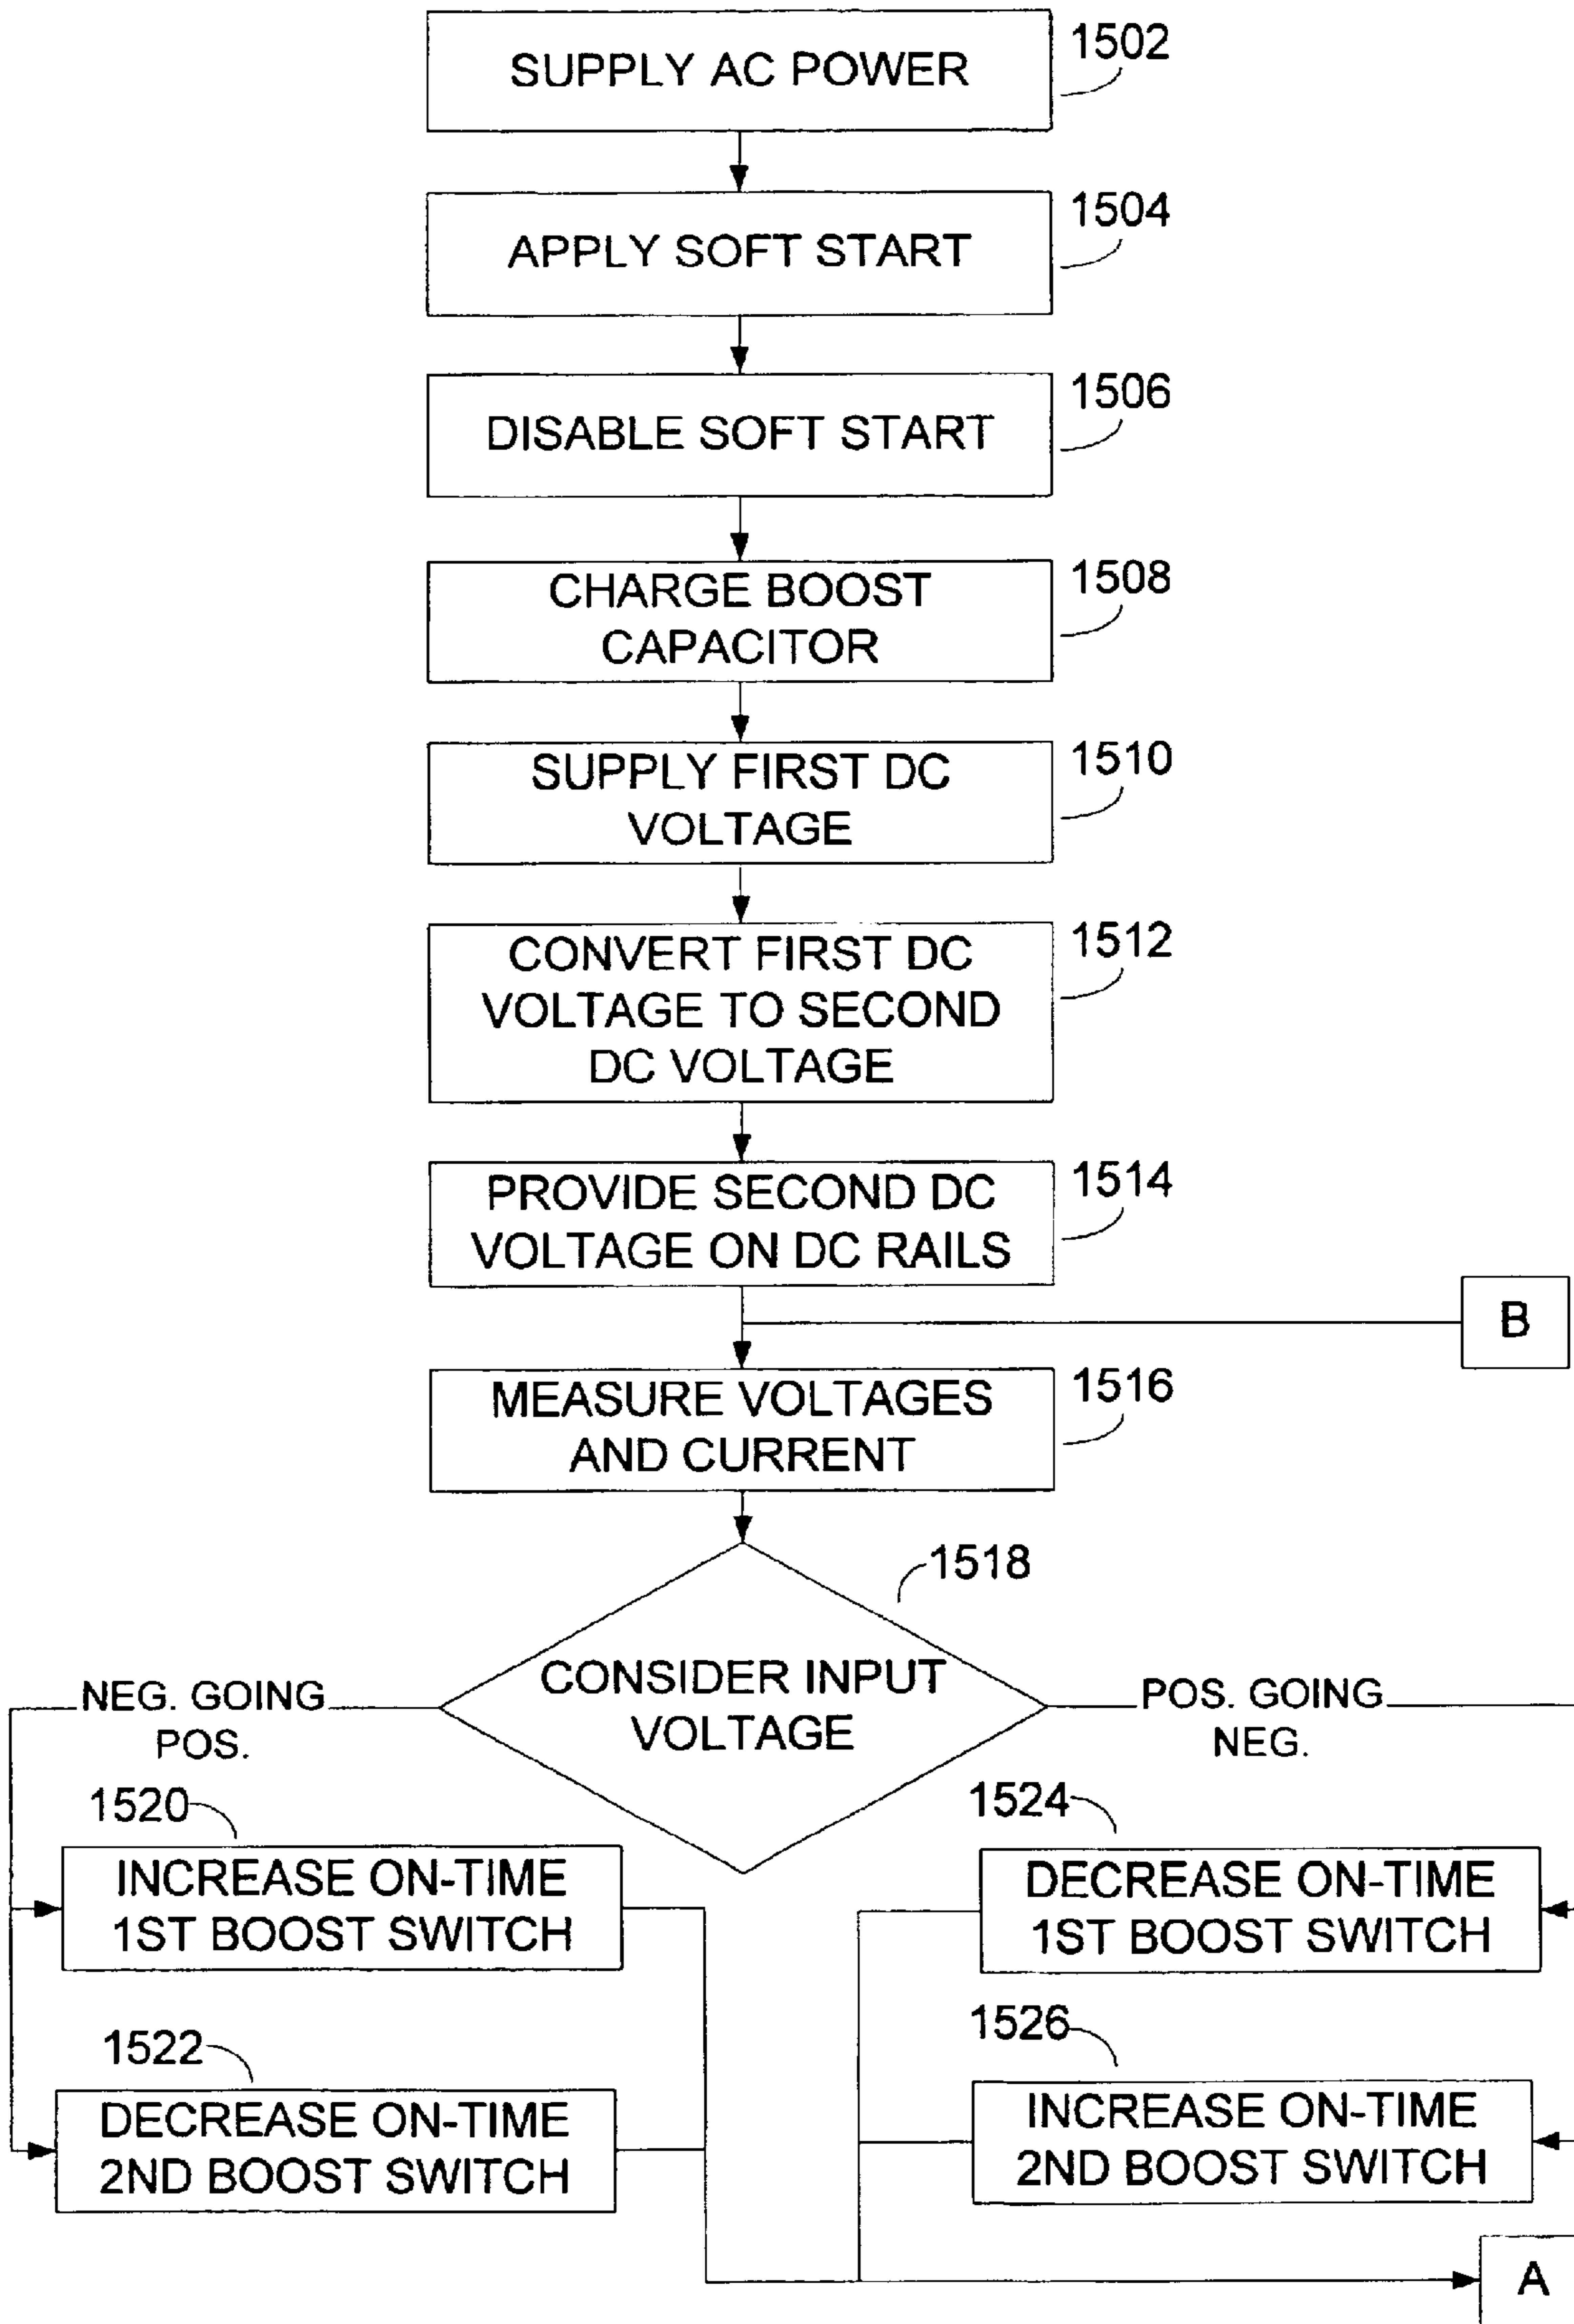 SUPPLY AC POWER
1502
APPLY SOFT START
1504
DISABLE SOFT START
1506
CHARGE BOOST
CAPACITOR
1508
SUPPLY FIRST DC
VOLTAGE
1510
CONVERT FIRST DC
VOLTAGE TO SECOND
DC VOLTAGE
1512
PROVIDE SECOND DC
VOLTAGE ON DC RAILS
1514
B
MEASURE VOLTAGES
AND CURRENT
1516
1518
CONSIDER INPUT
VOLTAGE
NEG. GOING
POS.
POS. GOING
NEG.
1520
INCREASE ON-TIME
1ST BOOST SWITCH
1524
DECREASE ON-TIME
1ST BOOST SWITCH
1522
DECREASE ON-TIME
2ND BOOST SWITCH
1526
INCREASE ON-TIME
2ND BOOST SWITCH
A